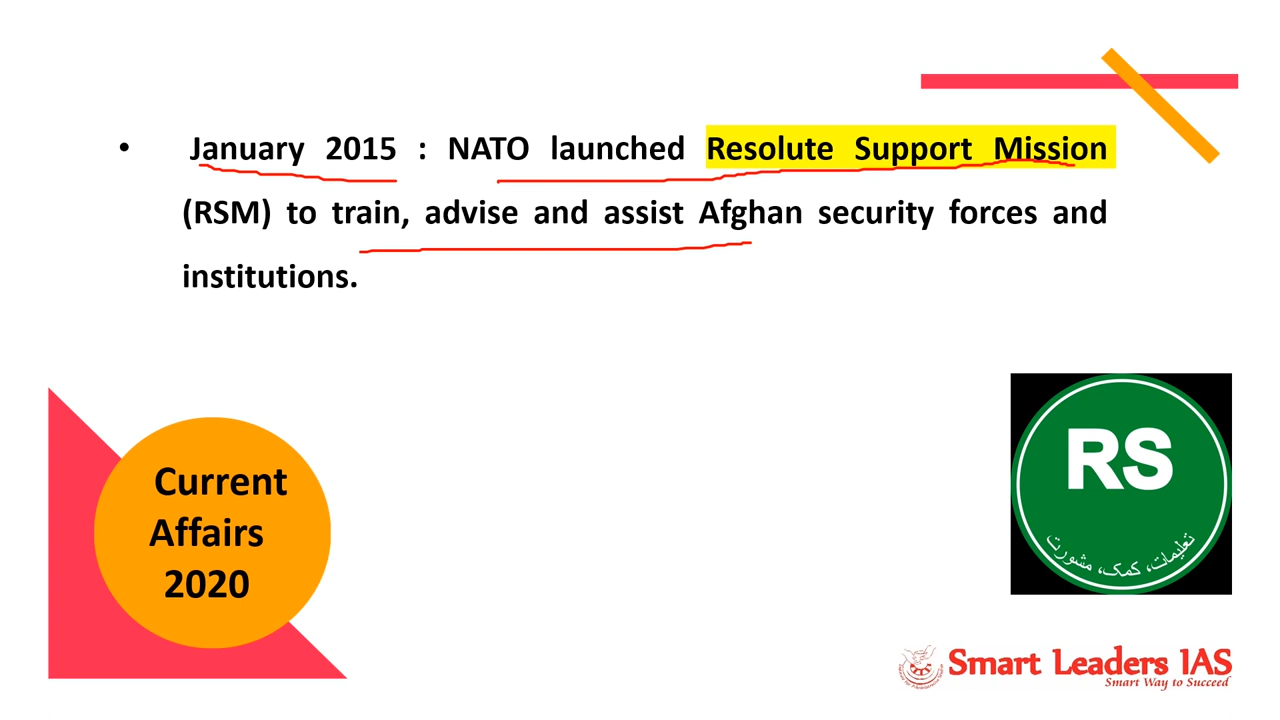 • January 2015 : NATO launched Resolute Support Mission
(RSM) to train, advise and assist Afghan security forces and
institutions.
RS
تعلیمات، کمک، مشورت
Current
Affairs
2020
Smart Leaders IAS
Smart Way to Succeed